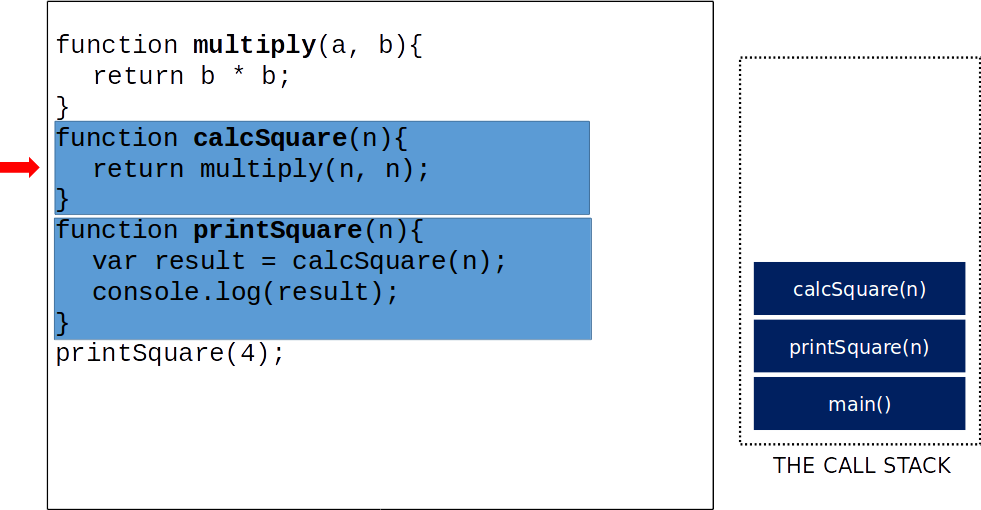 function multiply(a, b){
return b * b;
}
function calcSquare(n){
return multiply(n, n);
}
function printSquare(n){
var result = calcSquare(n);
console.log(result);
}
printSquare(4);
calcSquare(n)
printSquare(n)
main()
THE CALL STACK